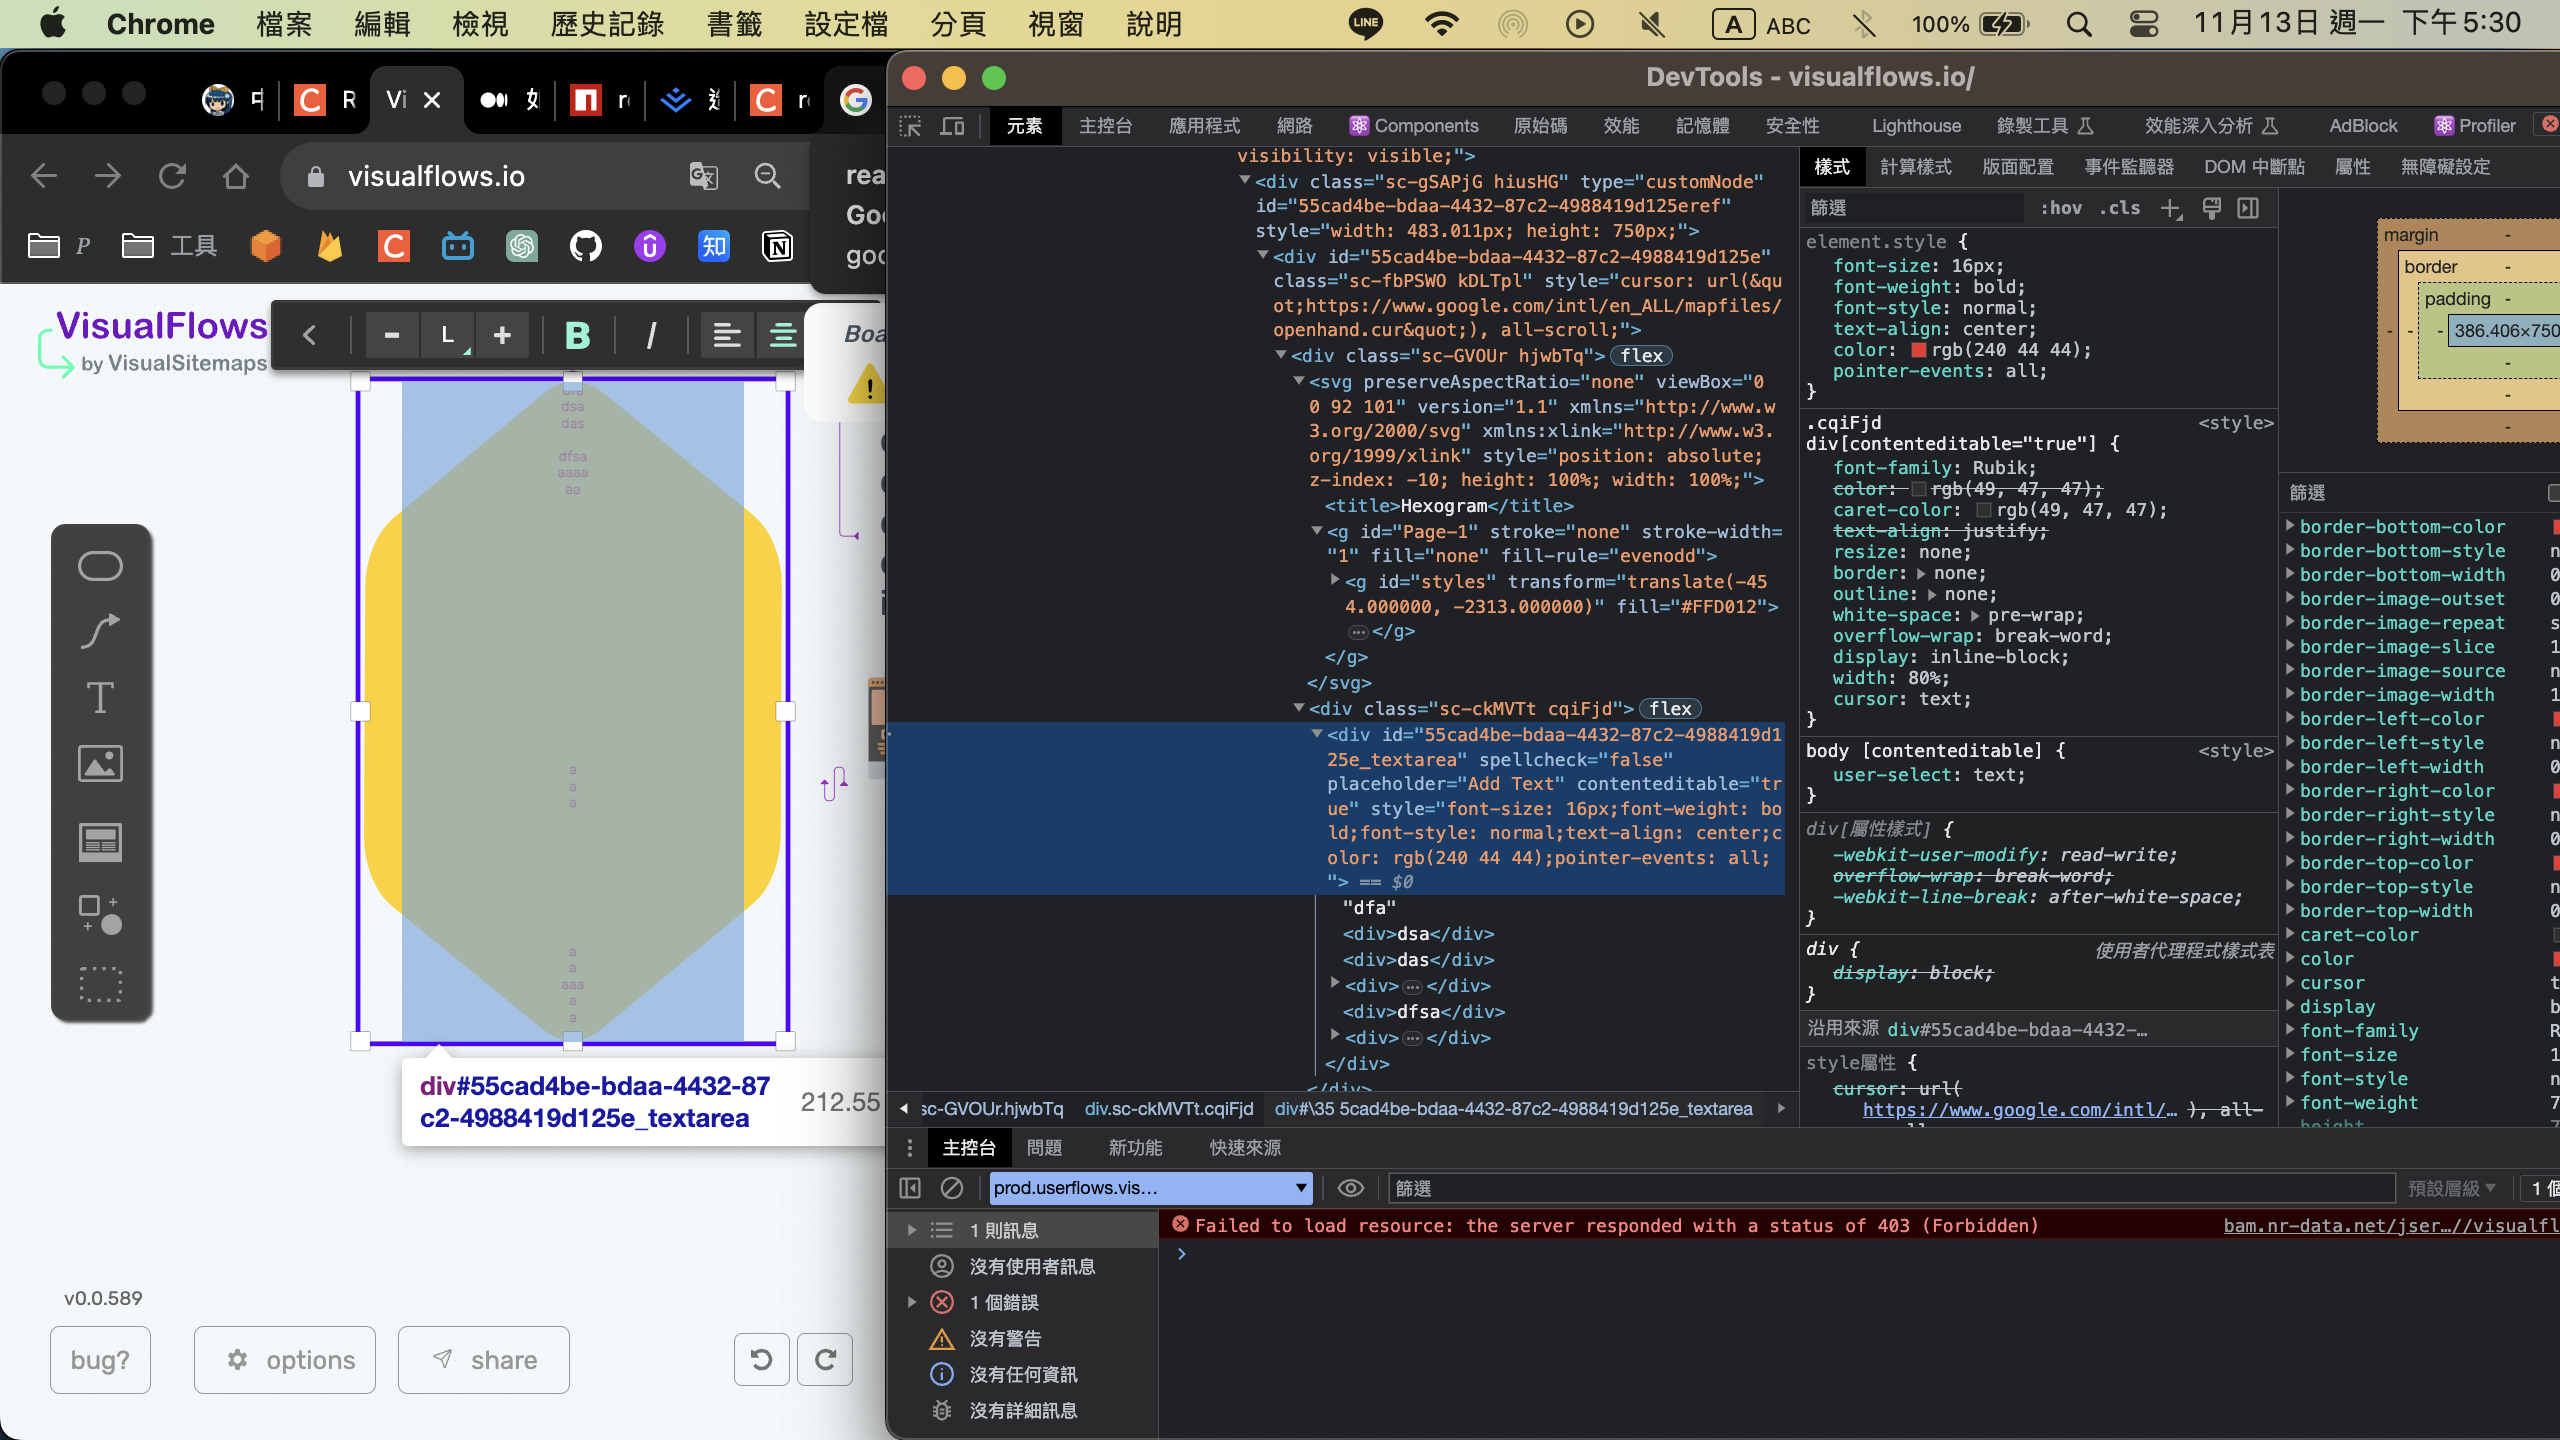 Chrome 檔案 編輯 檢視 歷史記錄 書籤 設定檔 分頁 視窗 說明
LINE A ABC 100% 11月13日 週一 下午5:30
R Vi
visualflows.io
P 工具
rea
Goo
goo
VisualFlows
by VisualSitemaps
- L + B I
Boa
dfa
dsa
das
dfsa
aaaa
aa
a
a
a
a
a
aaa
a
a
T
div#55cad4be-bdaa-4432-87
c2-4988419d125e_textarea
212.55
v0.0.589
bug?
options
share
DevTools - visualflows.io/
元素 主控台 應用程式 網路 Components 原始碼 效能 記憶體 安全性 Lighthouse 錄製工具 效能深入分析 AdBlock Profiler
visibility: visible;">
<div class="sc-gSAPjG hiusHG" type="customNode"
id="55cad4be-bdaa-4432-87c2-4988419d125eref"
style="width: 483.011px; height: 750px;">
<div id="55cad4be-bdaa-4432-87c2-4988419d125e"
class="sc-fbPSWO kDLTpl" style="cursor: url(&qu
ot;https://www.google.com/intl/en_ALL/mapfiles/
openhand.cur&quot;), all-scroll;">
<div class="sc-GVOUr hjwbTq"> flex
<svg preserveAspectRatio="none" viewBox="0
0 92 101" version="1.1" xmlns="http://www.w
3.org/2000/svg" xmlns:xlink="http://www.w3.
org/1999/xlink" style="position: absolute;
z-index: -10; height: 100%; width: 100%;">
<title>Hexogram</title>
<g id="Page-1" stroke="none" stroke-width=
"1" fill="none" fill-rule="evenodd">
<g id="styles" transform="translate(-45
4.000000, -2313.000000)" fill="#FFD012">
… </g>
</g>
</svg>
<div class="sc-ckMVTt cqiFjd"> flex
<div id="55cad4be-bdaa-4432-87c2-4988419d1
25e_textarea" spellcheck="false"
placeholder="Add Text" contenteditable="tr
ue" style="font-size: 16px;font-weight: bo
ld;font-style: normal;text-align: center;c
olor: rgb(240 44 44);pointer-events: all;
"> == $0
"dfa"
<div>dsa</div>
<div>das</div>
<div> … </div>
<div>dfsa</div>
<div> … </div>
</div>
</div>
sc-GVOUr.hjwbTq div.sc-ckMVTt.cqiFjd div#\35 5cad4be-bdaa-4432-87c2-4988419d125e_textarea
樣式 計算樣式 版面配置 事件監聽器 DOM 中斷點 屬性 無障礙設定
篩選 :hov .cls
element.style {
font-size: 16px;
font-weight: bold;
font-style: normal;
text-align: center;
color: rgb(240 44 44);
pointer-events: all;
}
.cqiFjd <style>
div[contenteditable="true"] {
font-family: Rubik;
color: rgb(49, 47, 47);
caret-color: rgb(49, 47, 47);
text-align: justify;
resize: none;
border: none;
outline: none;
white-space: pre-wrap;
overflow-wrap: break-word;
display: inline-block;
width: 80%;
cursor: text;
}
body [contenteditable] { <style>
user-select: text;
}
div[屬性樣式] {
-webkit-user-modify: read-write;
overflow-wrap: break-word;
-webkit-line-break: after-white-space;
}
div { 使用者代理程式樣式表
display: block;
}
沿用來源 div#55cad4be-bdaa-4432-…
style屬性 {
cursor: url(
https://www.google.com/intl/… ), all-
margin -
border -
padding -
- - - 386.406×750
-
-
-
篩選
border-bottom-color
border-bottom-style n
border-bottom-width 0
border-image-outset 0
border-image-repeat s
border-image-slice 1
border-image-source n
border-image-width 1
border-left-color
border-left-style n
border-left-width 0
border-right-color
border-right-style n
border-right-width 0
border-top-color
border-top-style n
border-top-width 0
caret-color
color
cursor t
display b
font-family R
font-size 1
font-style n
font-weight 7
height 7
主控台 問題 新功能 快速來源
prod.userflows.vis… 篩選 預設層級 1 個
1 則訊息
沒有使用者訊息
1 個錯誤
沒有警告
沒有任何資訊
沒有詳細訊息
Failed to load resource: the server responded with a status of 403 (Forbidden) bam.nr-data.net/jser…//visualfl